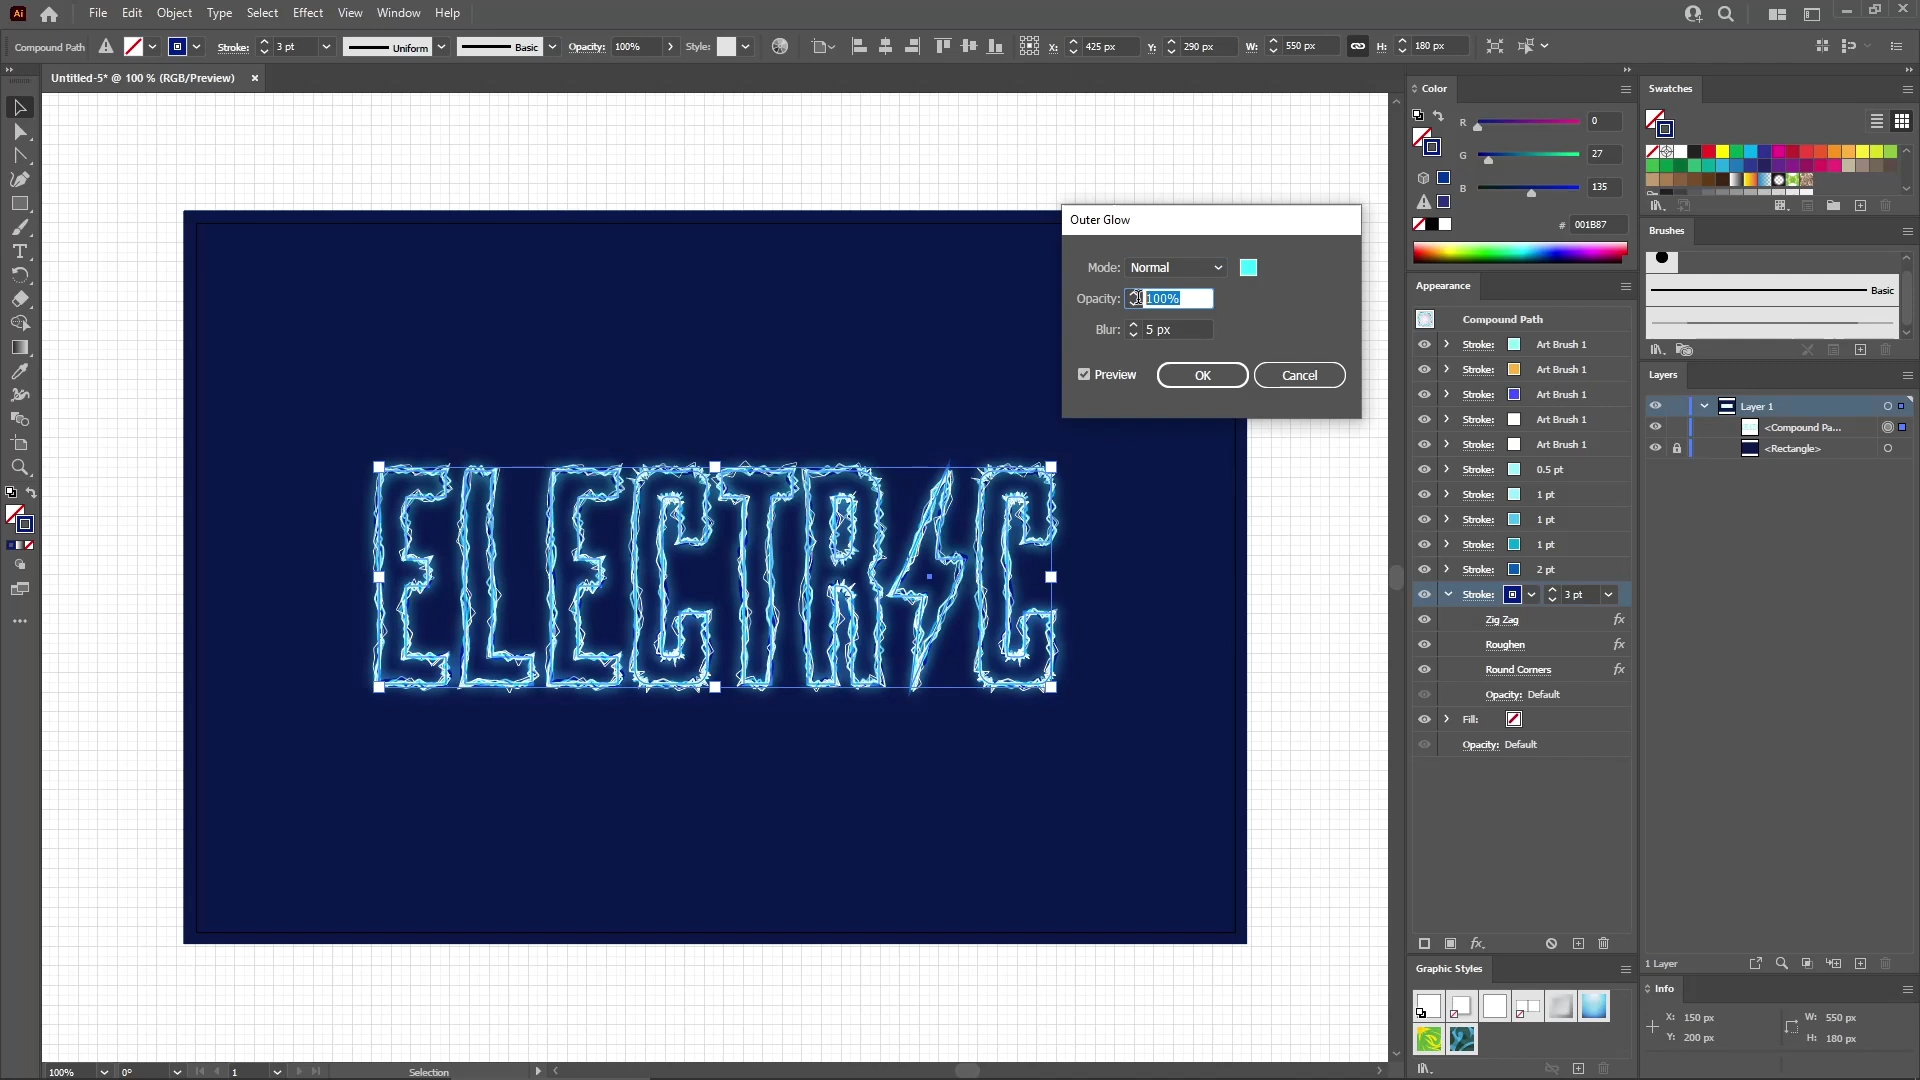 Ai File Edit Object Type Select Effect View Window Help
Compound Path Stroke: 3 pt Uniform Basic Opacity: 100% Style: X: 425 px Y: 290 px W: 550 px H: 180 px
Untitled-5* @ 100 % (RGB/Preview) ×
Outer Glow
Mode: Normal
Opacity: 100%
Blur: 5 px
Preview OK Cancel
ELECTRIC
Color
R 0
G 27
B 135
# 001B87
Appearance
Compound Path
Stroke: Art Brush 1
Stroke: Art Brush 1
Stroke: Art Brush 1
Stroke: Art Brush 1
Stroke: Art Brush 1
Stroke: 0.5 pt
Stroke: 1 pt
Stroke: 1 pt
Stroke: 1 pt
Stroke: 2 pt
Stroke: 3 pt
Zig Zag fx
Roughen fx
Round Corners fx
Opacity: Default
Fill:
Opacity: Default
fx.
Graphic Styles
Swatches
Brushes
Basic
Layers
Layer 1
<Compound Pa...
<Rectangle>
1 Layer
Info
X: 150 px W: 550 px
Y: 200 px H: 180 px
100% 0° 1 Selection